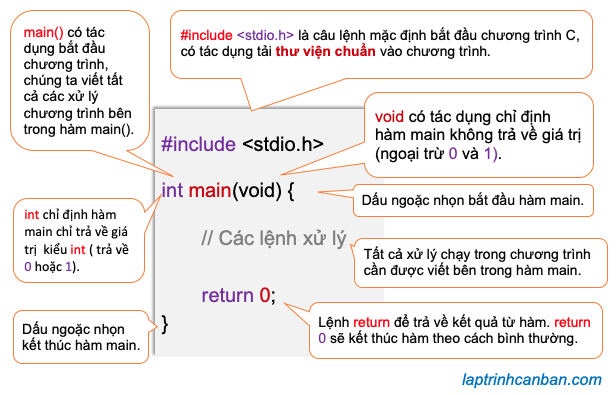 main() có tác
dụng bắt đầu
chương trình,
chúng ta viết tất
cả các xử lý
chương trình bên
trong hàm main().
#include <stdio.h> là câu lệnh mặc định bắt đầu chương trình C,
có tác dụng tải thư viện chuẩn vào chương trình.
void có tác dụng chỉ định
hàm main không trả về giá trị
(ngoại trừ 0 và 1).
#include <stdio.h>
int main(void) {
Dấu ngoặc nhọn bắt đầu hàm main.
int chỉ định hàm
main chỉ trả về giá
trị kiểu int ( trả về
0 hoặc 1).
// Các lệnh xử lý
Tất cả xử lý chạy trong chương trình
cần được viết bên trong hàm main.
return 0;
}
Dấu ngoặc nhọn
kết thúc hàm main.
Lệnh return để trả về kết quả từ hàm. return
0 sẽ kết thúc hàm theo cách bình thường.
laptrinhcanban.com